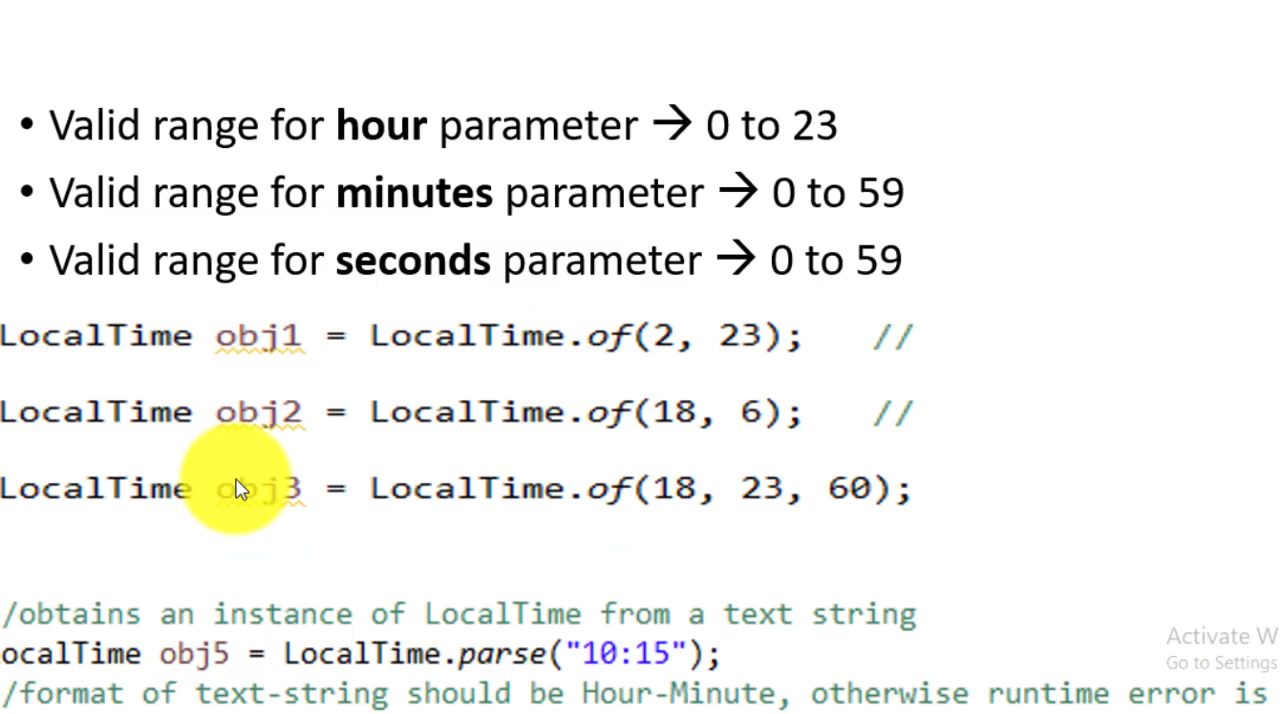 • Valid range for hour parameter → 0 to 23
• Valid range for minutes parameter → 0 to 59
• Valid range for seconds parameter → 0 to 59
LocalTime obj1 = LocalTime.of(2, 23); //
LocalTime obj2 = LocalTime.of(18, 6); //
LocalTime obj3 = LocalTime.of(18, 23, 60);
/obtains an instance of LocalTime from a text string
ocalTime obj5 = LocalTime.parse("10:15");
/format of text-string should be Hour-Minute, otherwise runtime error is
Activate W
Go to Settings